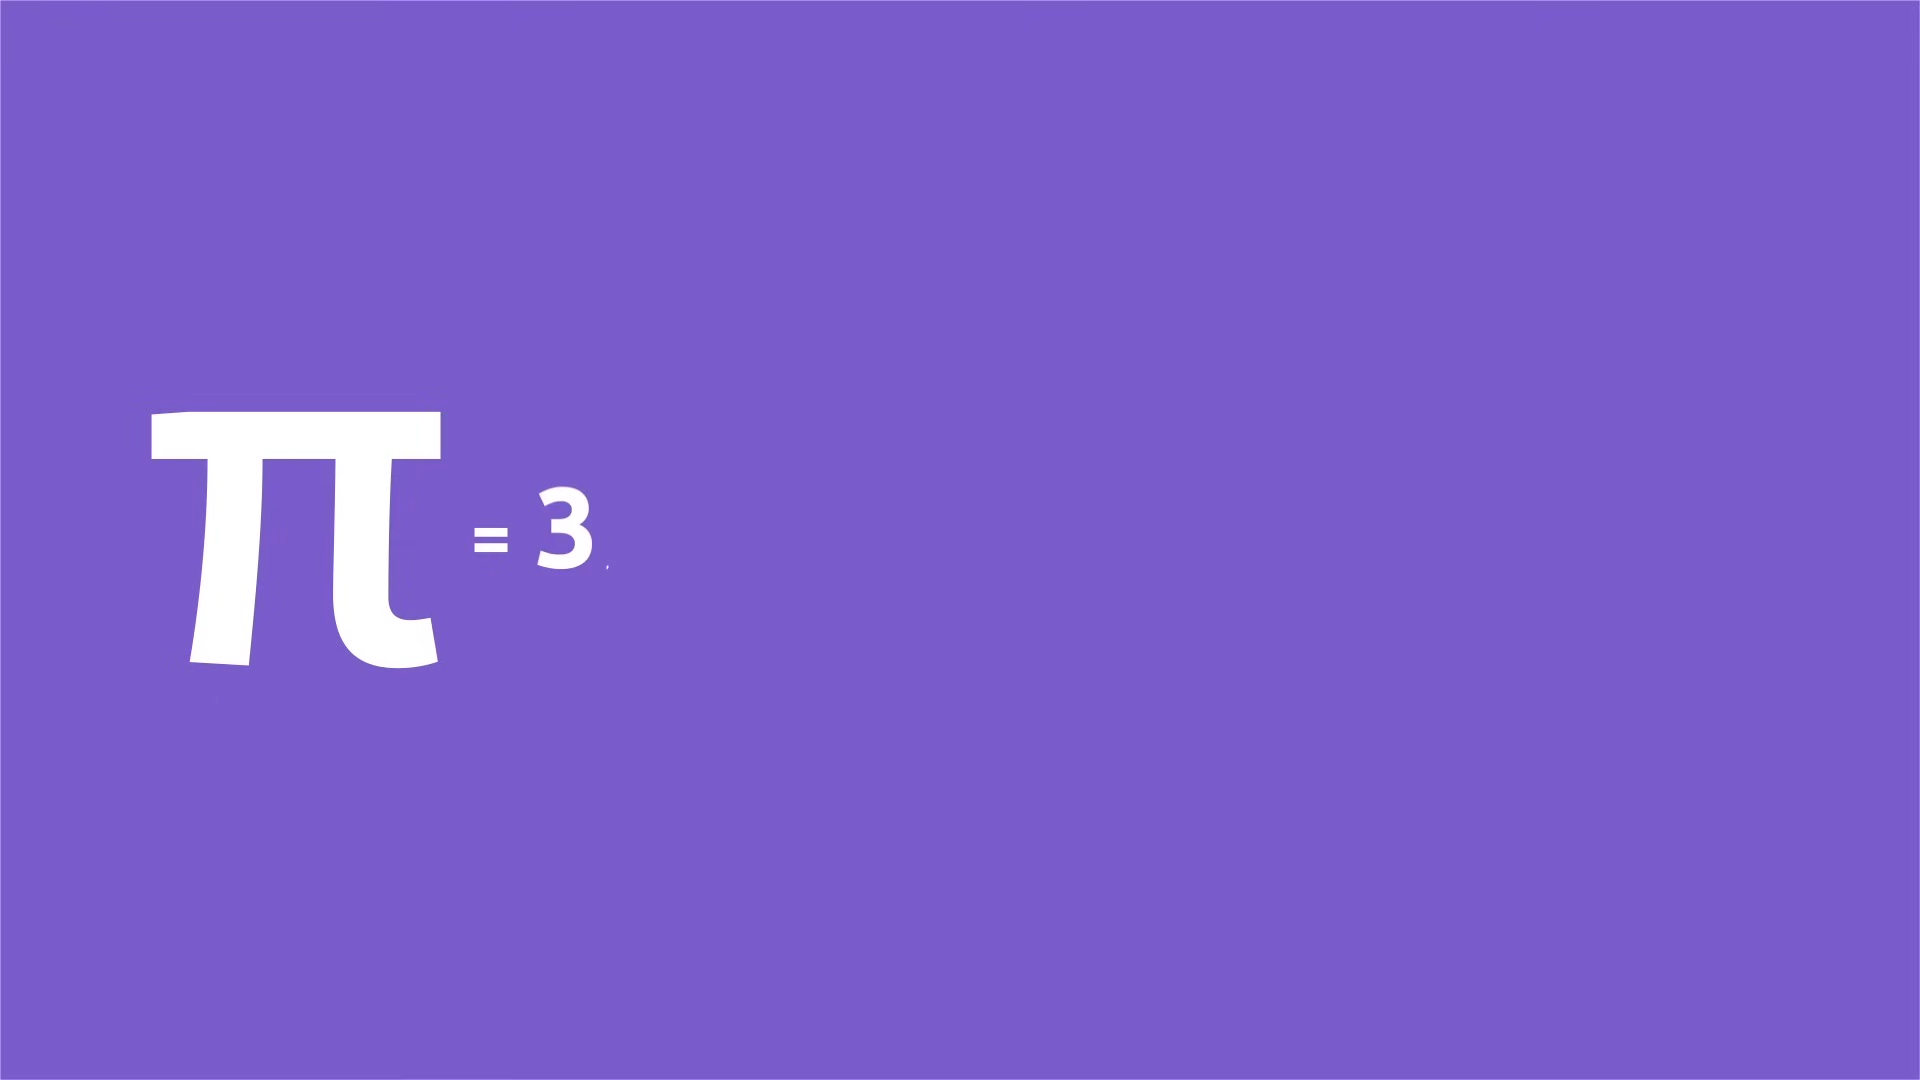 π = 3,